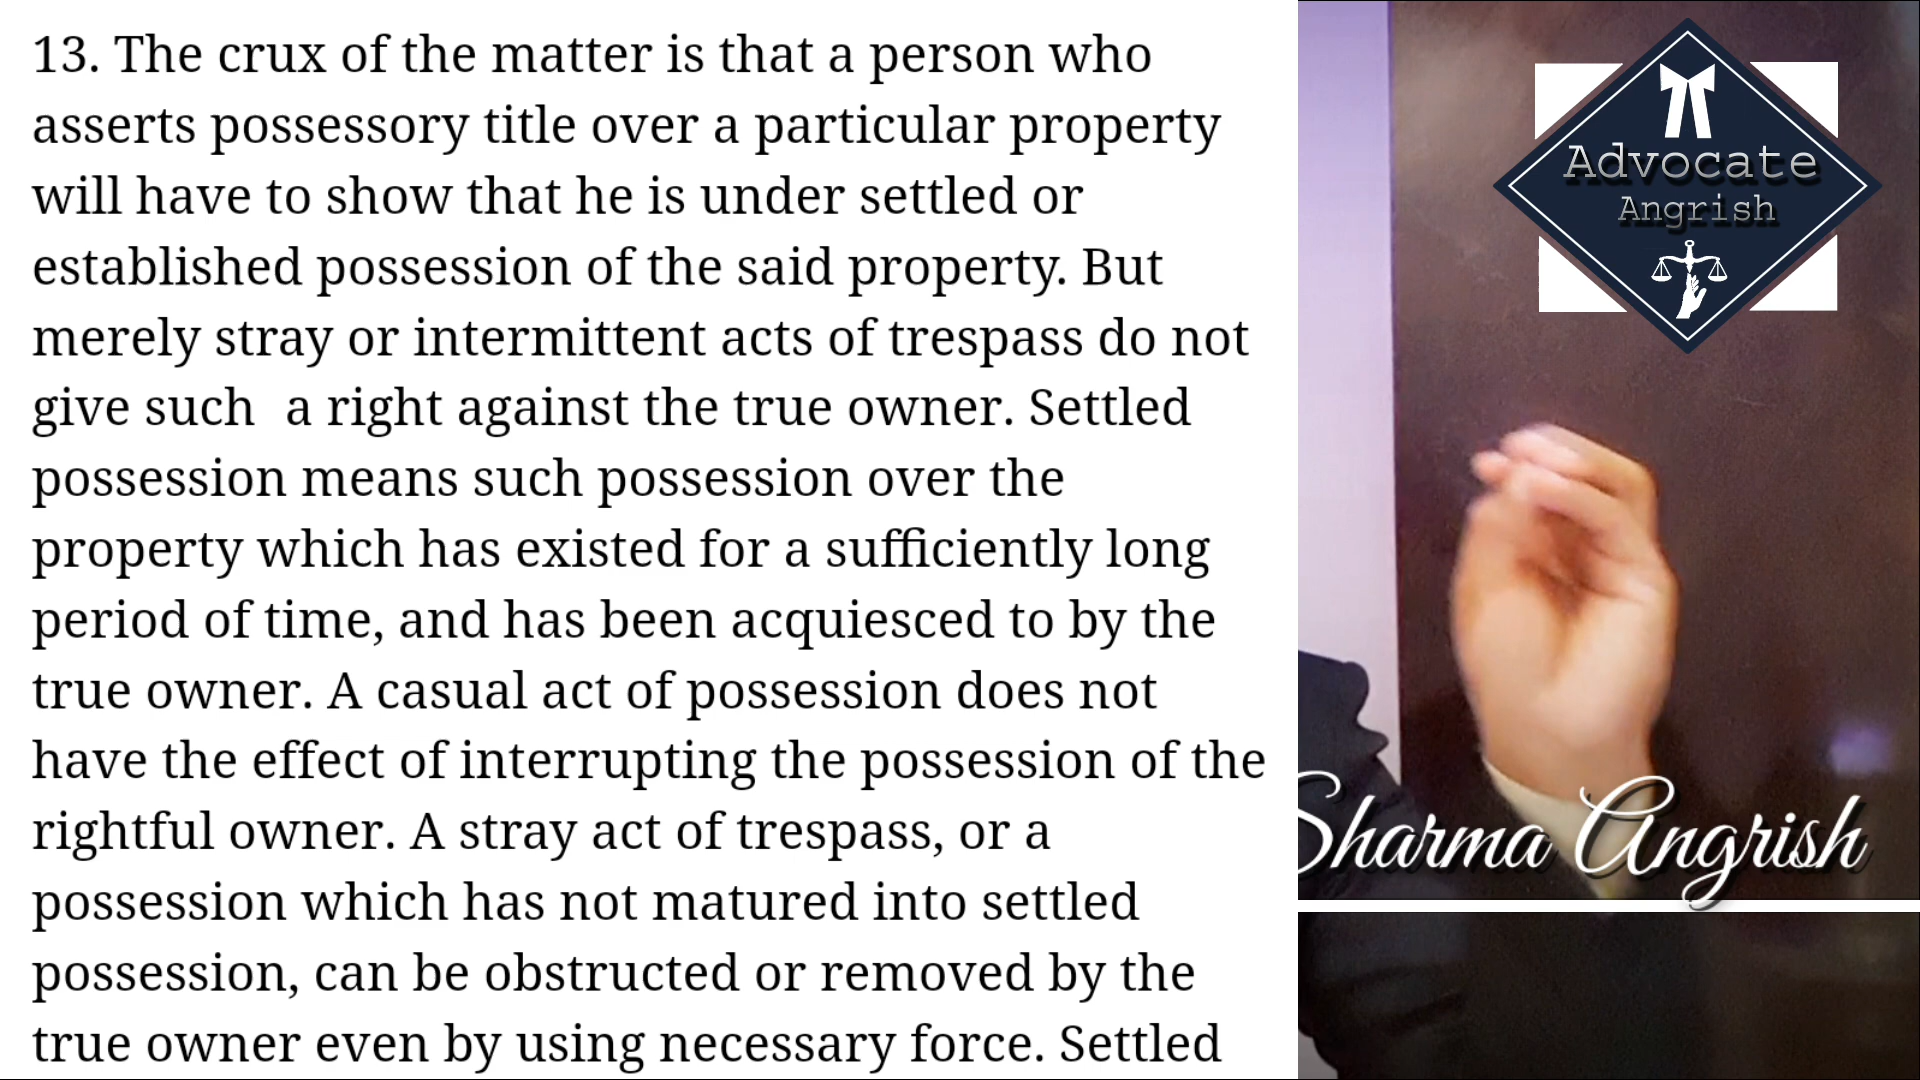 13. The crux of the matter is that a person who
asserts possessory title over a particular property
will have to show that he is under settled or
established possession of the said property. But
merely stray or intermittent acts of trespass do not
give such  a right against the true owner. Settled
possession means such possession over the
property which has existed for a sufficiently long
period of time, and has been acquiesced to by the
true owner. A casual act of possession does not
have the effect of interrupting the possession of the
rightful owner. A stray act of trespass, or a
possession which has not matured into settled
possession, can be obstructed or removed by the
true owner even by using necessary force. Settled
Advocate
Angrish
Sharma Angrish